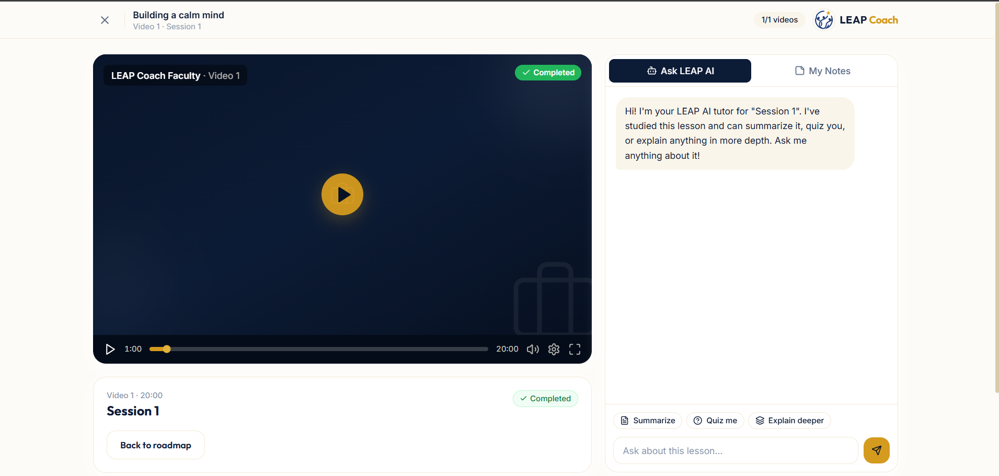 Building a calm mind
Video 1 · Session 1
1/1 videos
LEAP Coach
LEAP Coach Faculty · Video 1
Completed
1:00
20:00
Video 1 · 20:00
Session 1
Completed
Back to roadmap
Ask LEAP AI
My Notes
Hi! I'm your LEAP AI tutor for "Session 1". I've
studied this lesson and can summarize it, quiz you,
or explain anything in more depth. Ask me
anything about it!
Summarize
Quiz me
Explain deeper
Ask about this lesson...